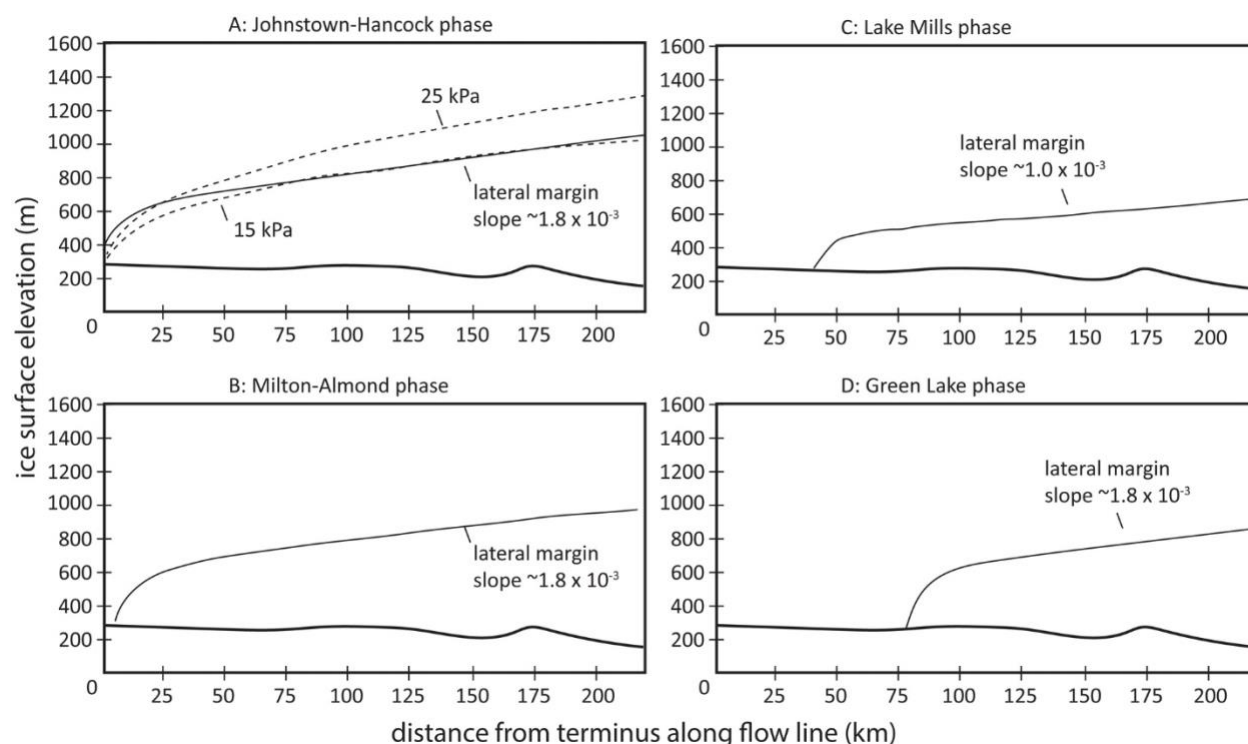 A: Johnstown-Hancock phase
1600
1400
1200
1000
800
600
400
200
0
25 kPa
15 kPa
lateral margin
slope ~1.8 x 10⁻³
25 50 75 100 125 150 175 200
C: Lake Mills phase
1600
1400
1200
1000
800
600
400
200
0
lateral margin
slope ~1.0 x 10⁻³
25 50 75 100 125 150 175 200
ice surface elevation (m)
B: Milton-Almond phase
1600
1400
1200
1000
800
600
400
200
0
lateral margin
slope ~1.8 x 10⁻³
25 50 75 100 125 150 175 200
D: Green Lake phase
1600
1400
1200
1000
800
600
400
200
0
lateral margin
slope ~1.8 x 10⁻³
25 50 75 100 125 150 175 200
distance from terminus along flow line (km)